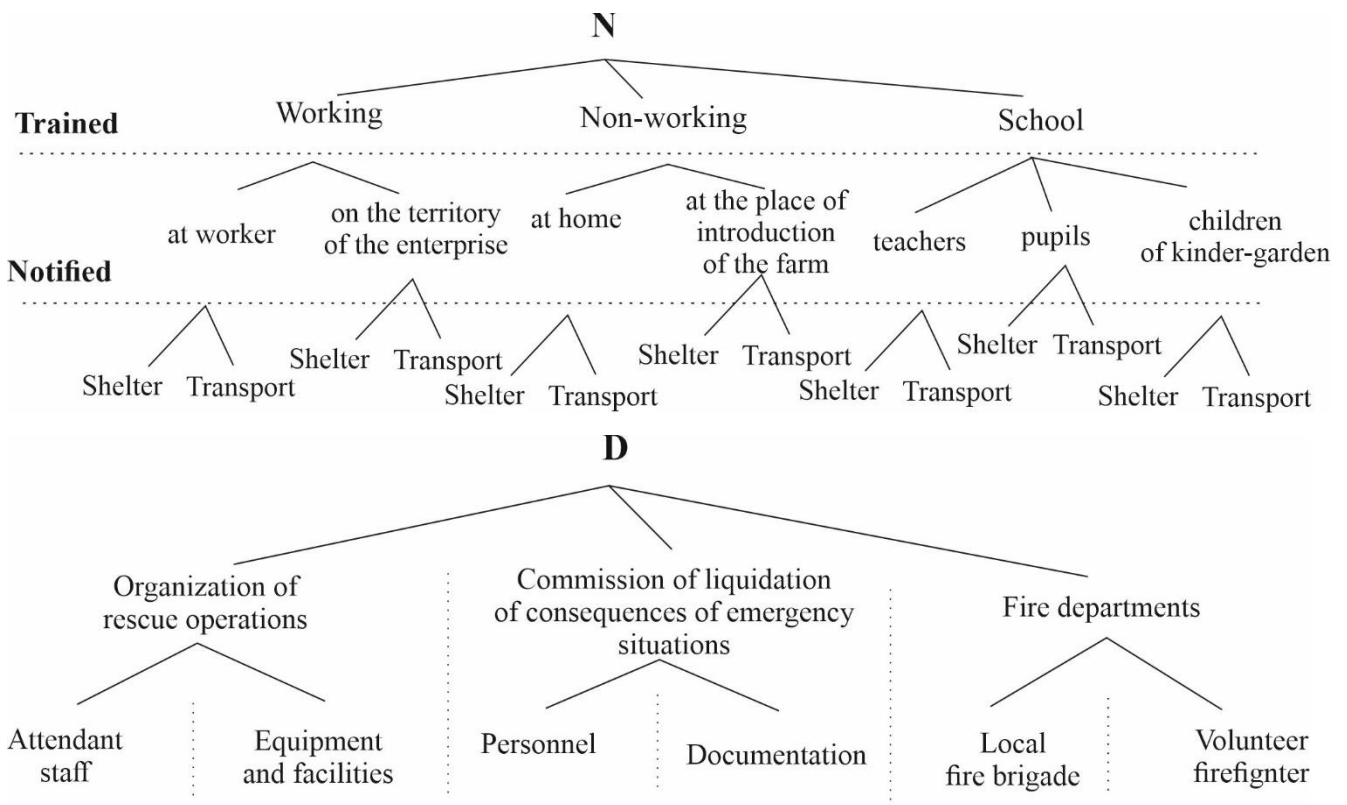 N
Working
Non-working
School
Trained
at worker
on the territory
of the enterprise
at home
at the place of
introduction
of the farm
teachers
pupils
children
of kinder-garden
Notified
Shelter
Transport
Shelter
Transport
Shelter
Transport
Shelter
Transport
Shelter
Transport
Shelter
Transport
Shelter
Transport
D
Organization of
rescue operations
Commission of liquidation
of consequences of emergency
situations
Fire departments
Attendant
staff
Equipment
and facilities
Personnel
Documentation
Local
fire brigade
Volunteer
firefignter